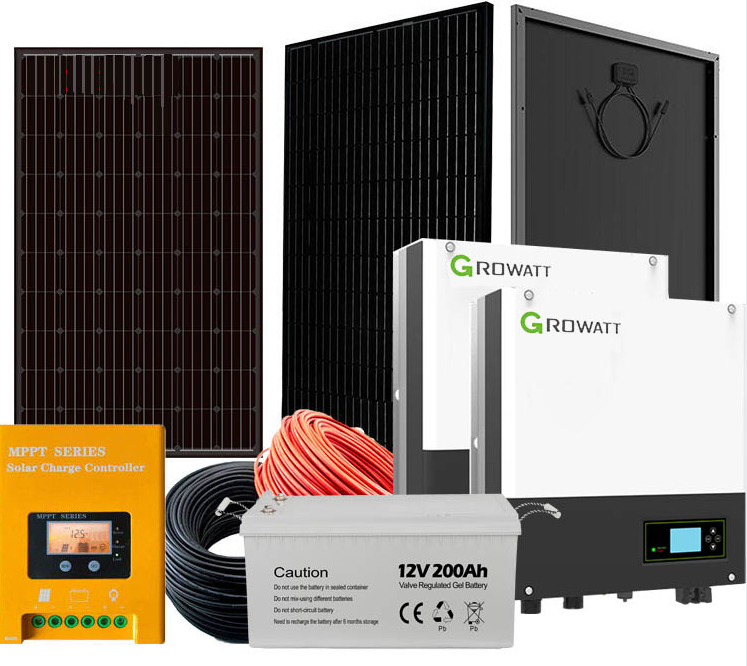 GROWATT
GROWATT
MPPT SERIES
Solar Charge Controller
MPPT SERIES
Caution
Do not use the battery in sealed container
Do not mix-using different batteries
Do not short-circuit battery
Need to recharge the battery after 6 months storage
12V 200Ah
Valve Regulated Gel Battery
CE
Pb
Pb